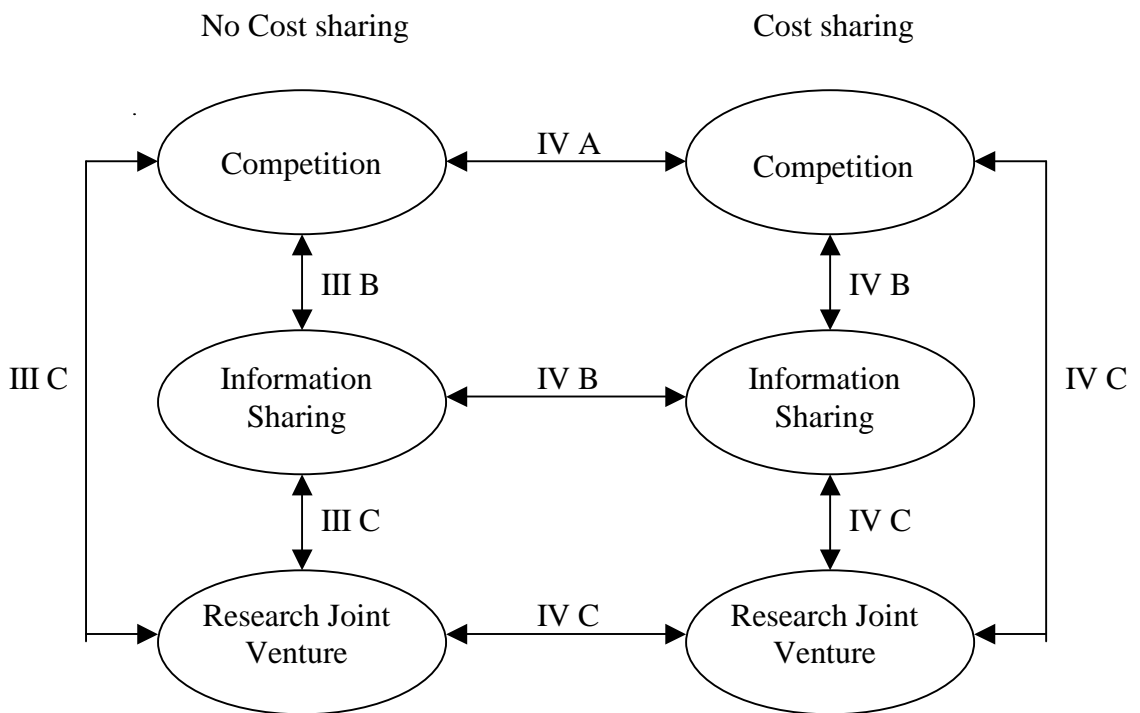 No Cost sharing
Cost sharing
Competition
IV A
Competition
III B
IV B
III C
Information
Sharing
IV B
Information
Sharing
IV C
III C
IV C
Research Joint
Venture
IV C
Research Joint
Venture